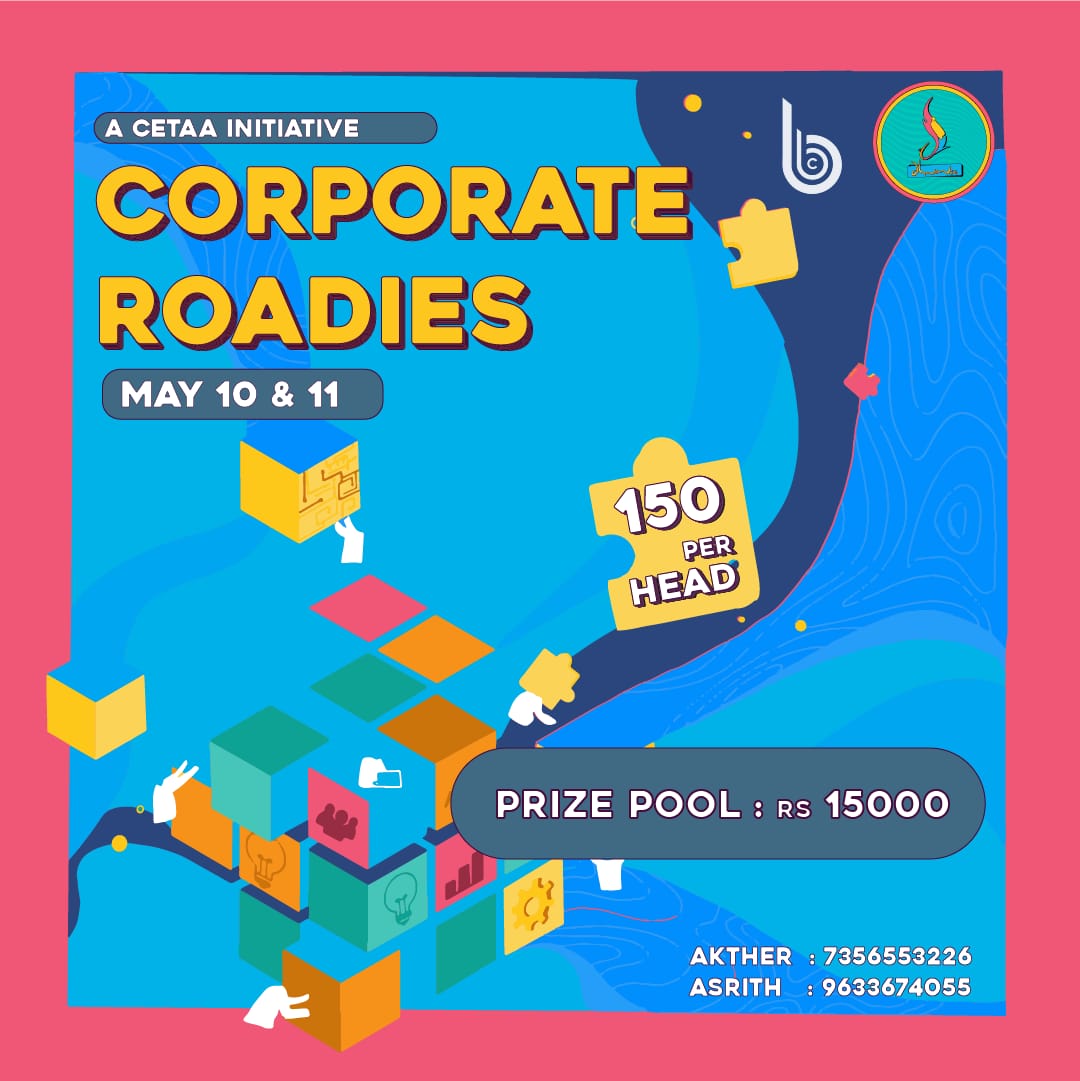 A CETAA INITIATIVE
CORPORATE
ROADIES
MAY 10 & 11
150
PER
HEAD
PRIZE POOL : RS 15000
AKTHER : 7356553226
ASRITH : 9633674055